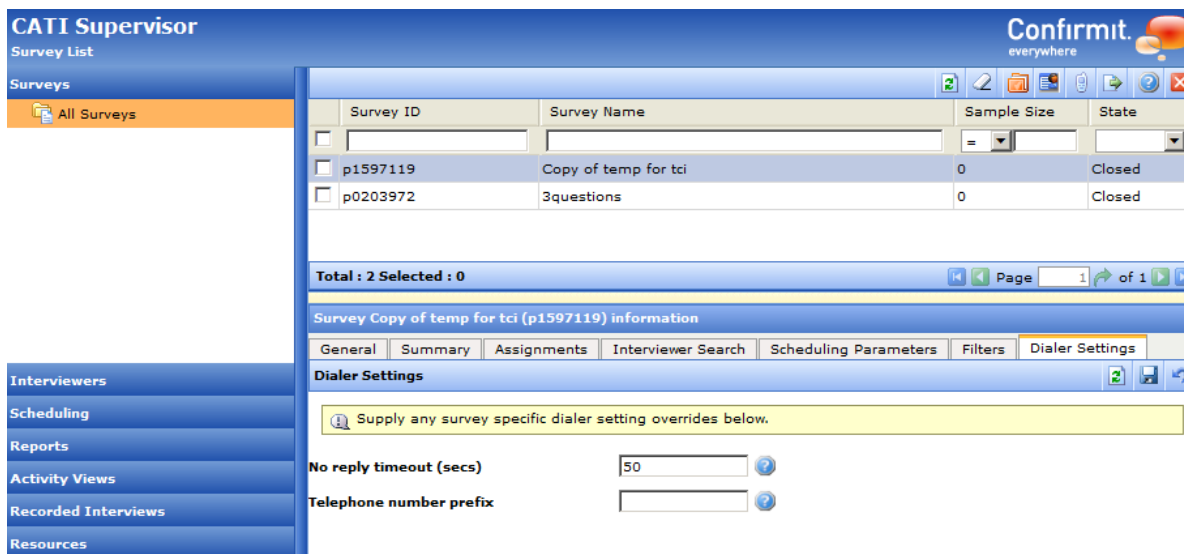 CATI Supervisor
Survey List
Confirmit.
everywhere
Surveys
All Surveys
Survey ID Survey Name Sample Size State
=
p1597119 Copy of temp for tci 0 Closed
p0203972 3questions 0 Closed
Total : 2 Selected : 0 Page 1 of 1
Survey Copy of temp for tci (p1597119) information
General Summary Assignments Interviewer Search Scheduling Parameters Filters Dialer Settings
Dialer Settings
Supply any survey specific dialer setting overrides below.
No reply timeout (secs) 50
Telephone number prefix
Interviewers
Scheduling
Reports
Activity Views
Recorded Interviews
Resources